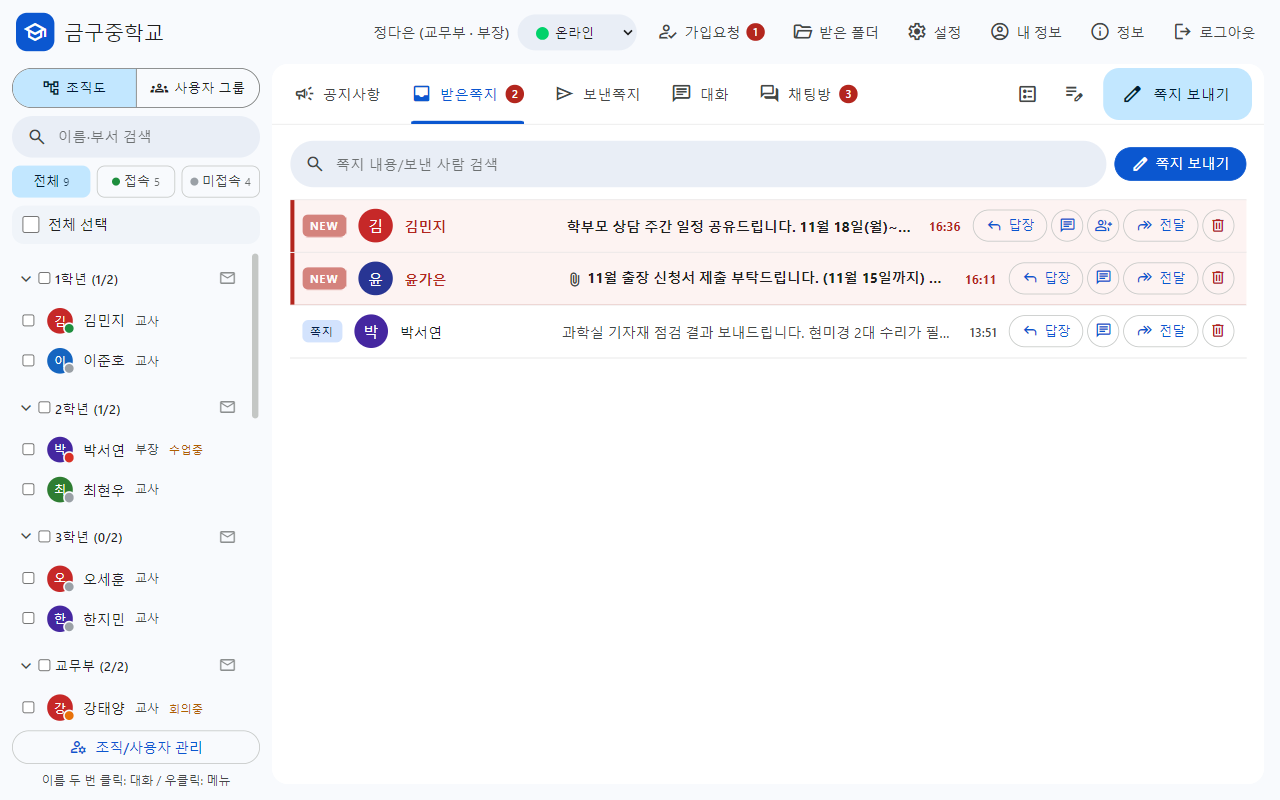 금구중학교
정다은 (교무부 · 부장)
온라인
가입요청 1
받은 폴더
설정
내 정보
정보
로그아웃
조직도
사용자 그룹
이름·부서 검색
전체 9
접속 5
미접속 4
전체 선택
1학년 (1/2)
김 김민지 교사
이 이준호 교사
2학년 (1/2)
박 박서연 부장 수업중
최 최현우 교사
3학년 (0/2)
오 오세훈 교사
한 한지민 교사
교무부 (2/2)
강 강태양 교사 회의중
조직/사용자 관리
이름 두 번 클릭: 대화 / 우클릭: 메뉴
공지사항
받은쪽지 2
보낸쪽지
대화
채팅방 3
쪽지 보내기
쪽지 내용/보낸 사람 검색
쪽지 보내기
NEW 김 김민지 학부모 상담 주간 일정 공유드립니다. 11월 18일(월)~... 16:36 답장 전달
NEW 윤 윤가은 11월 출장 신청서 제출 부탁드립니다. (11월 15일까지) ... 16:11 답장 전달
쪽지 박 박서연 과학실 기자재 점검 결과 보내드립니다. 현미경 2대 수리가 필... 13:51 답장 전달